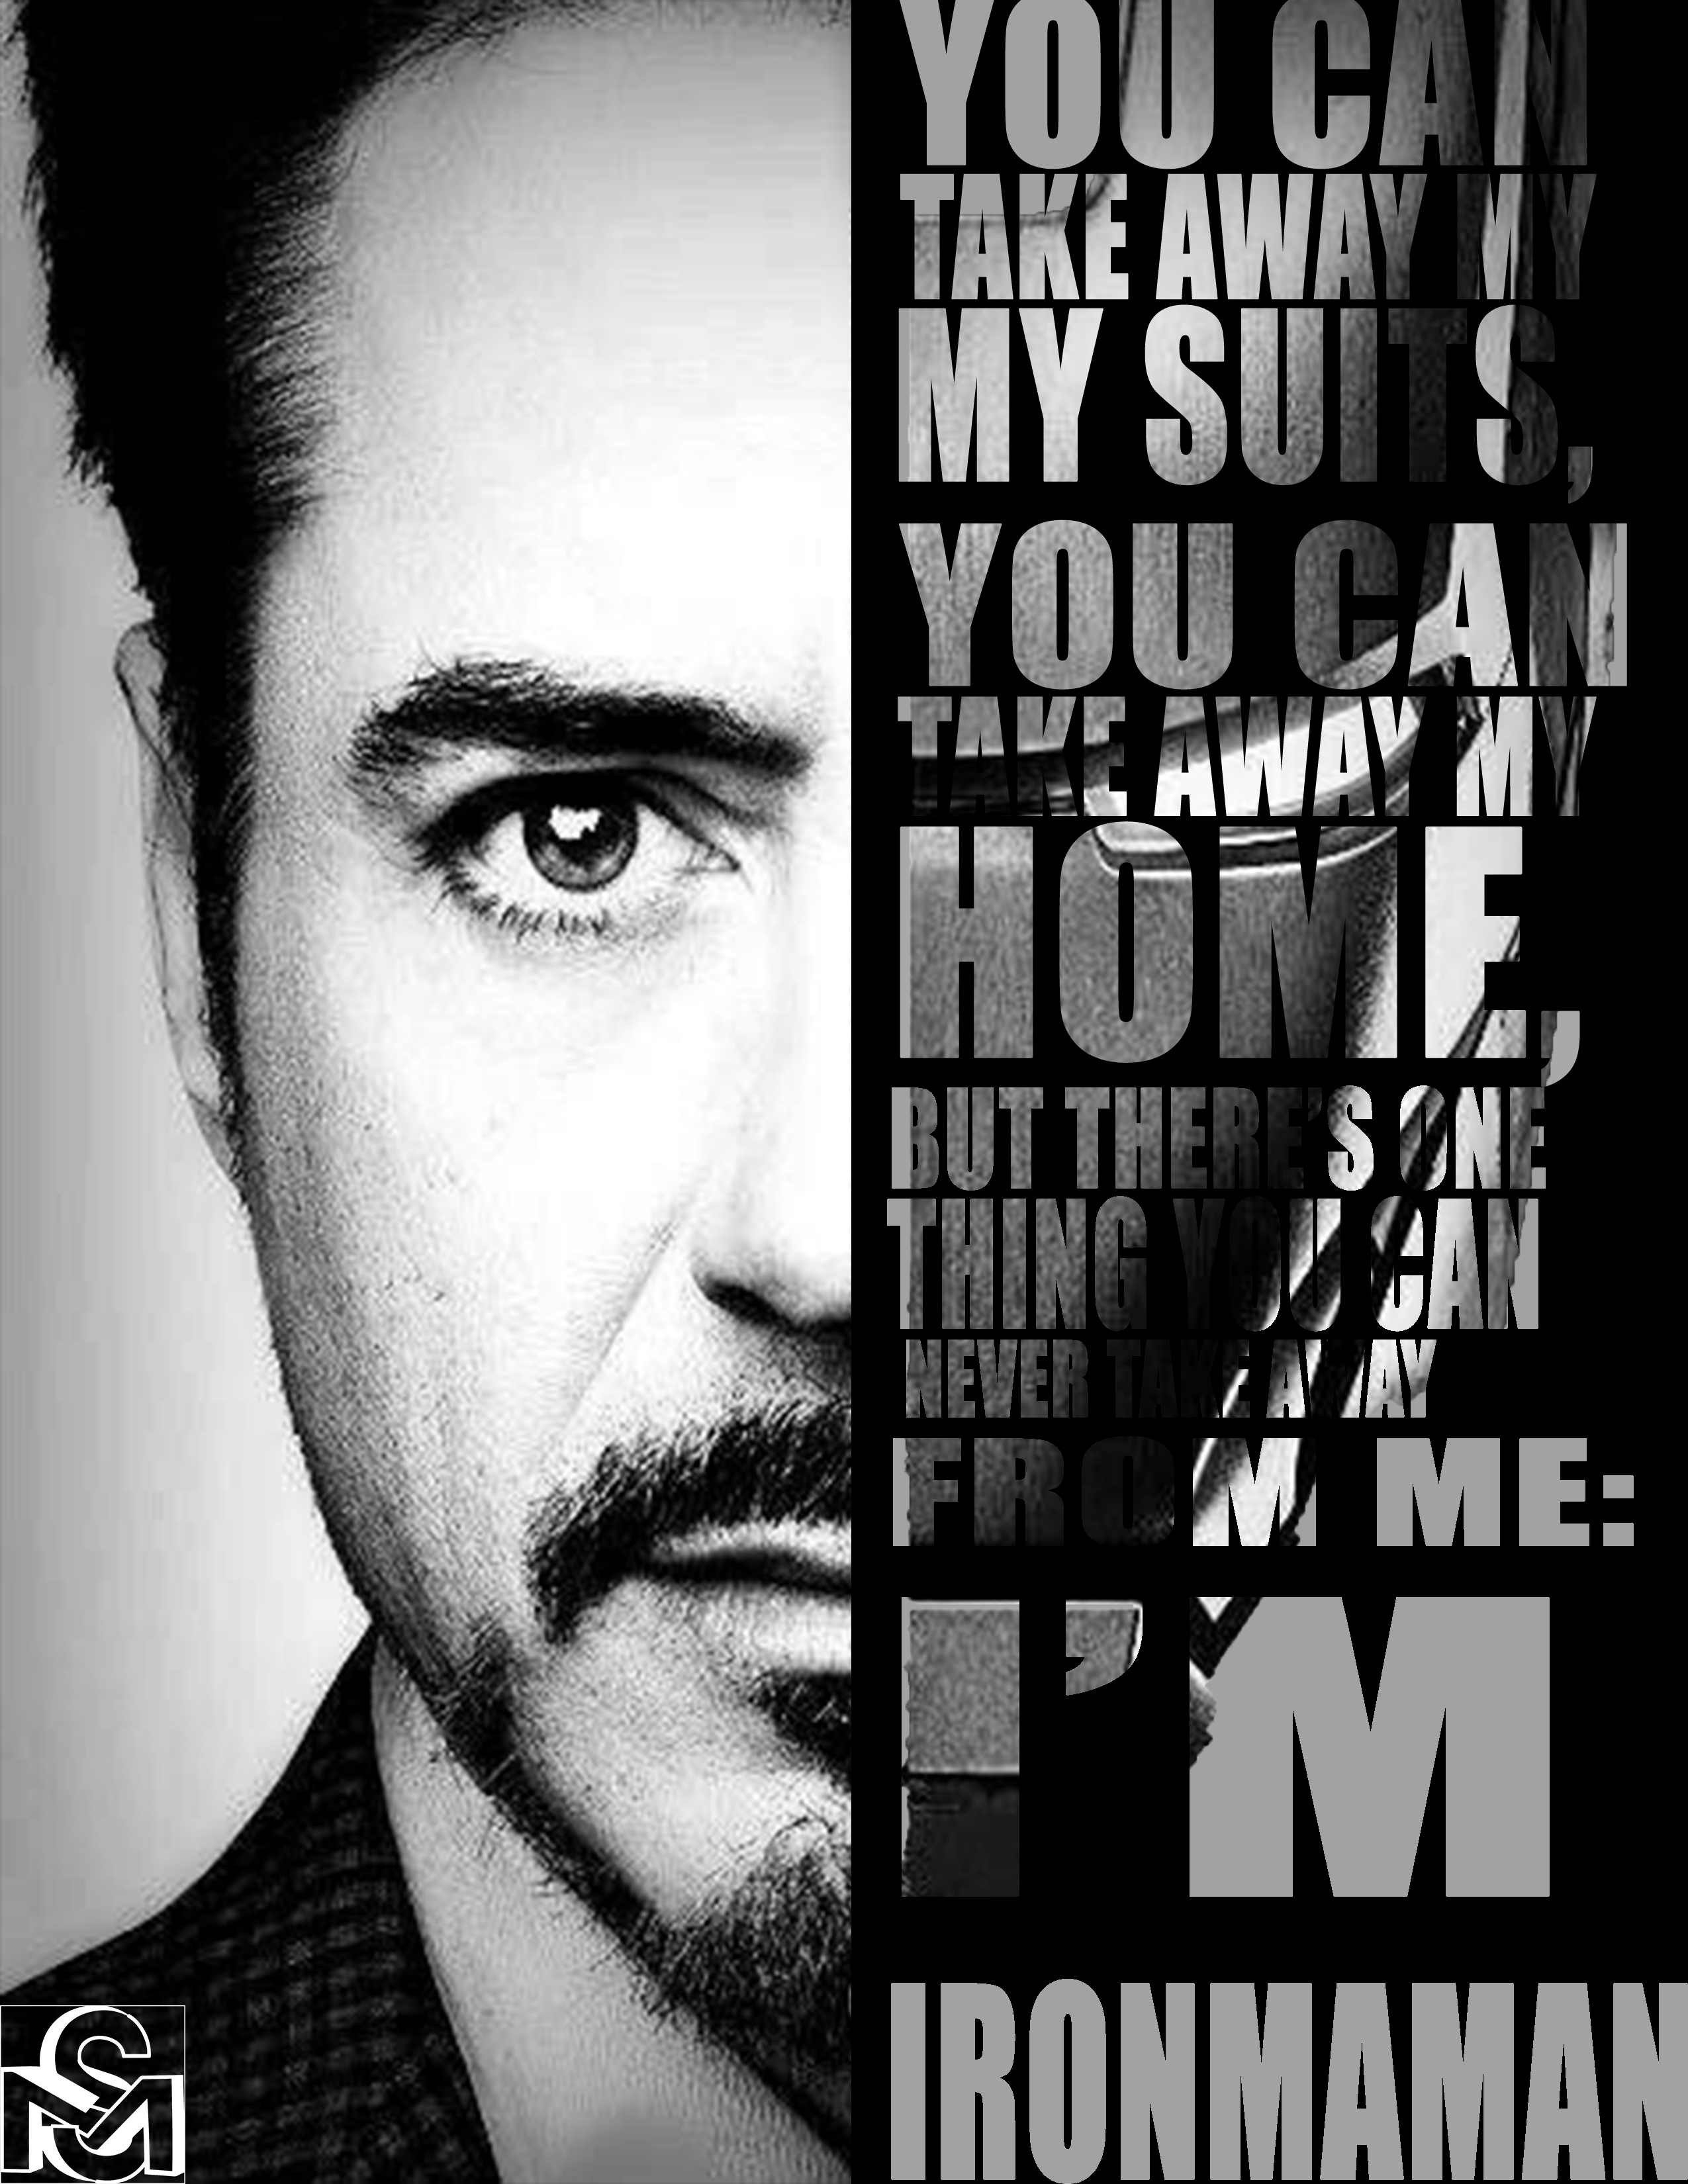 YOU CAN
TAKE AWAY MY
MY SUITS,
YOU CAN
TAKE AWAY MY
HOME,
BUT THERE'S ONE
THING YOU CAN
NEVER TAKE AWAY
FROM ME:
I'M
IRONMAMAN
SM